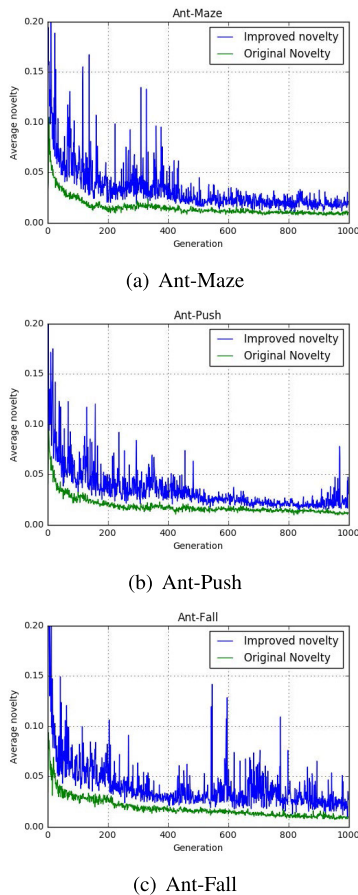 Ant-Maze
0.20
0.15
0.10
0.05
0.00
Average novelty
Improved novelty
Original Novelty
0 200 400 600 800 1000
Generation
(a) Ant-Maze
Ant-Push
0.20
0.15
0.10
0.05
0.00
Average novelty
Improved novelty
Original Novelty
0 200 400 600 800 1000
Generation
(b) Ant-Push
Ant-Fall
0.20
0.15
0.10
0.05
0.00
Average novelty
Improved novelty
Original Novelty
0 200 400 600 800 1000
Generation
(c) Ant-Fall